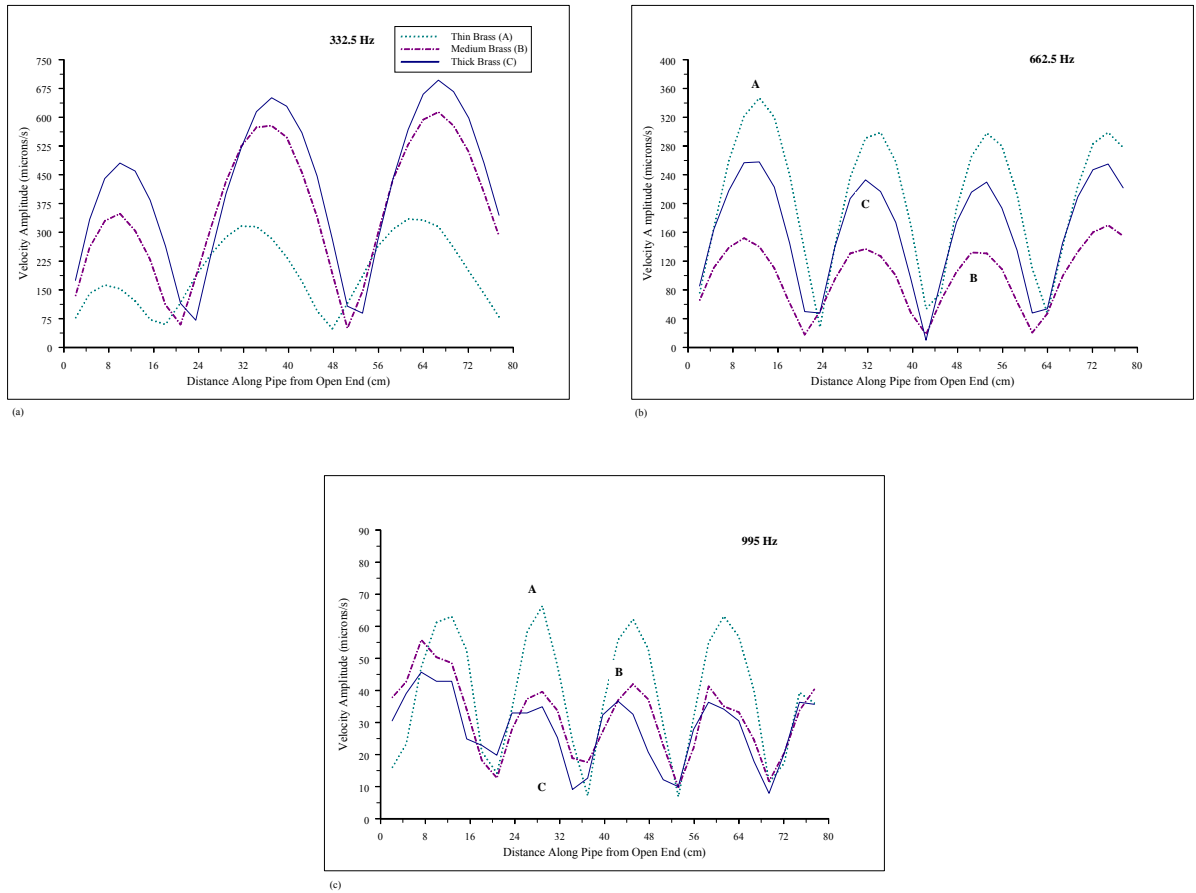 332.5 Hz
Thin Brass (A)
Medium Brass (B)
Thick Brass (C)
750
675
600
525
450
375
300
225
150
75
0
Velocity Amplitude (microns/s)
0 8 16 24 32 40 48 56 64 72 80
Distance Along Pipe from Open End (cm)
(a)
662.5 Hz
400
360
320
280
240
200
160
120
80
40
0
Velocity A mplitude (microns/s)
A
C
B
0 8 16 24 32 40 48 56 64 72 80
Distance Along Pipe from Open End (cm)
(b)
995 Hz
90
80
70
60
50
40
30
20
10
0
Velocity Amplitude (microns/s)
A
B
C
0 8 16 24 32 40 48 56 64 72 80
Distance Along Pipe from Open End (cm)
(c)